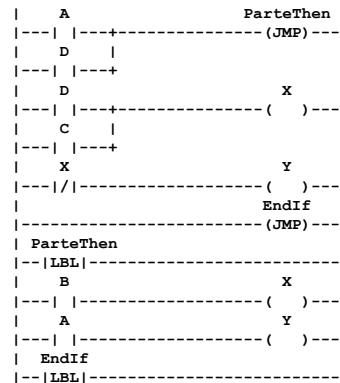 |    A              ParteThen
|---| |---+----------------(JMP)---
|    D    |
|---| |---+
|    D                    X
|---| |---+----------------(   )---
|    C    |
|---| |---+
|    X                    Y
|---|/|--------------------(   )---
|                       EndIf
|--------------------------(JMP)---
| ParteThen
|--|LBL|---------------------------
|    B                    X
|---| |--------------------(   )---
|    A                    Y
|---| |--------------------(   )---
|  EndIf
|--|LBL|---------------------------